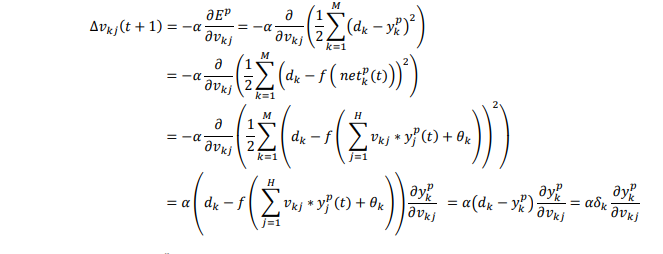 Δv_{kj}(t + 1) = −α ∂E^p/∂v_{kj} = −α ∂/∂v_{kj} (1/2 ∑_{k=1}^{M} (d_k − y_k^p)^2)
= −α ∂/∂v_{kj} (1/2 ∑_{k=1}^{M} (d_k − f(net_k^p(t)))^2)
= −α ∂/∂v_{kj} (1/2 ∑_{k=1}^{M} (d_k − f(∑_{j=1}^{H} v_{kj} * y_j^p(t) + θ_k))^2)
= α (d_k − f(∑_{j=1}^{H} v_{kj} * y_j^p(t) + θ_k)) ∂y_k^p/∂v_{kj} = α(d_k − y_k^p) ∂y_k^p/∂v_{kj} = αδ_k ∂y_k^p/∂v_{kj}